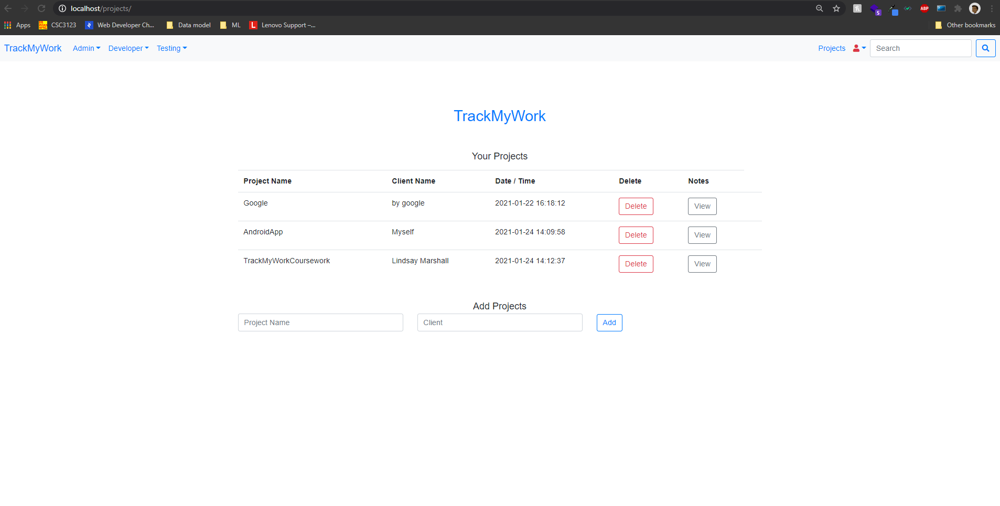 localhost/projects/
5
ABP
Apps CSC3123 Web Developer Ch... Data model ML L Lenovo Support –... Other bookmarks
TrackMyWork Admin Developer Testing Projects Search
TrackMyWork
Your Projects
Project Name Client Name Date / Time Delete Notes
Google by google 2021-01-22 16:18:12 Delete View
AndroidApp Myself 2021-01-24 14:09:58 Delete View
TrackMyWorkCoursework Lindsay Marshall 2021-01-24 14:12:37 Delete View
Add Projects
Project Name Client Add